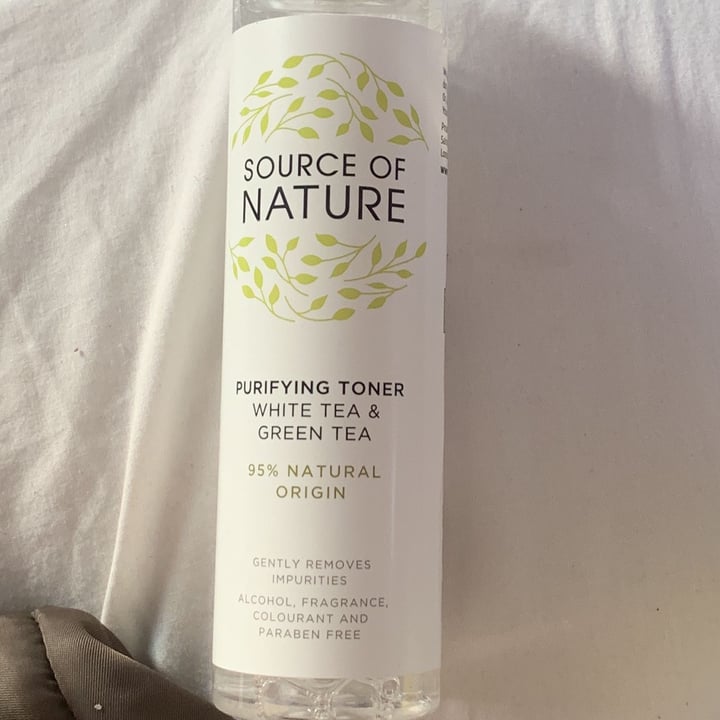 SOURCE OF
NATURE
PURIFYING TONER
WHITE TEA &
GREEN TEA
95% NATURAL
ORIGIN
GENTLY REMOVES
IMPURITIES
ALCOHOL, FRAGRANCE,
COLOURANT AND
PARABEN FREE